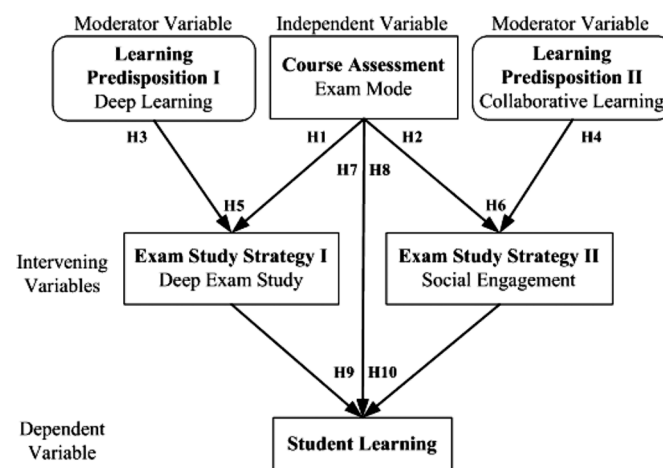 Moderator Variable
Independent Variable
Moderator Variable
Learning
Predisposition I
Deep Learning
Course Assessment
Exam Mode
Learning
Predisposition II
Collaborative Learning
H3
H1
H2
H4
H7
H8
H5
H6
Intervening
Variables
Exam Study Strategy I
Deep Exam Study
Exam Study Strategy II
Social Engagement
H9
H10
Dependent
Variable
Student Learning